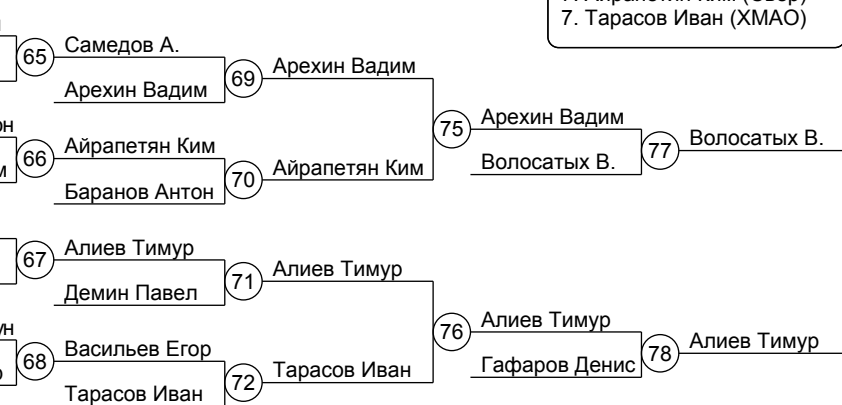 7. Тарасов Иван (ХМАО)
65
Самедов А.
Арехин Вадим
69
Арехин Вадим
66
Айрапетян Ким
Баранов Антон
70
Айрапетян Ким
75
Арехин Вадим
Волосатых В.
77
Волосатых В.
67
Алиев Тимур
Демин Павел
71
Алиев Тимур
68
Васильев Егор
Тарасов Иван
72
Тарасов Иван
76
Алиев Тимур
Гафаров Денис
78
Алиев Тимур